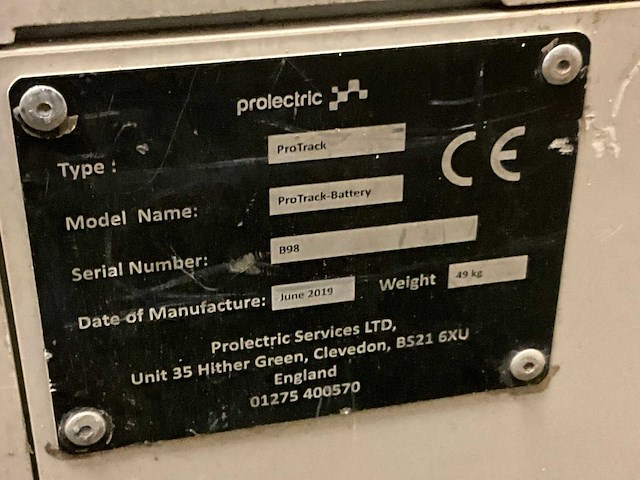 prolectric
Type : ProTrack
CE
Model Name: ProTrack-Battery
Serial Number: B98
Date of Manufacture: June 2019 Weight 49 kg
Prolectric Services LTD,
Unit 35 Hither Green, Clevedon, BS21 6XU
England
01275 400570